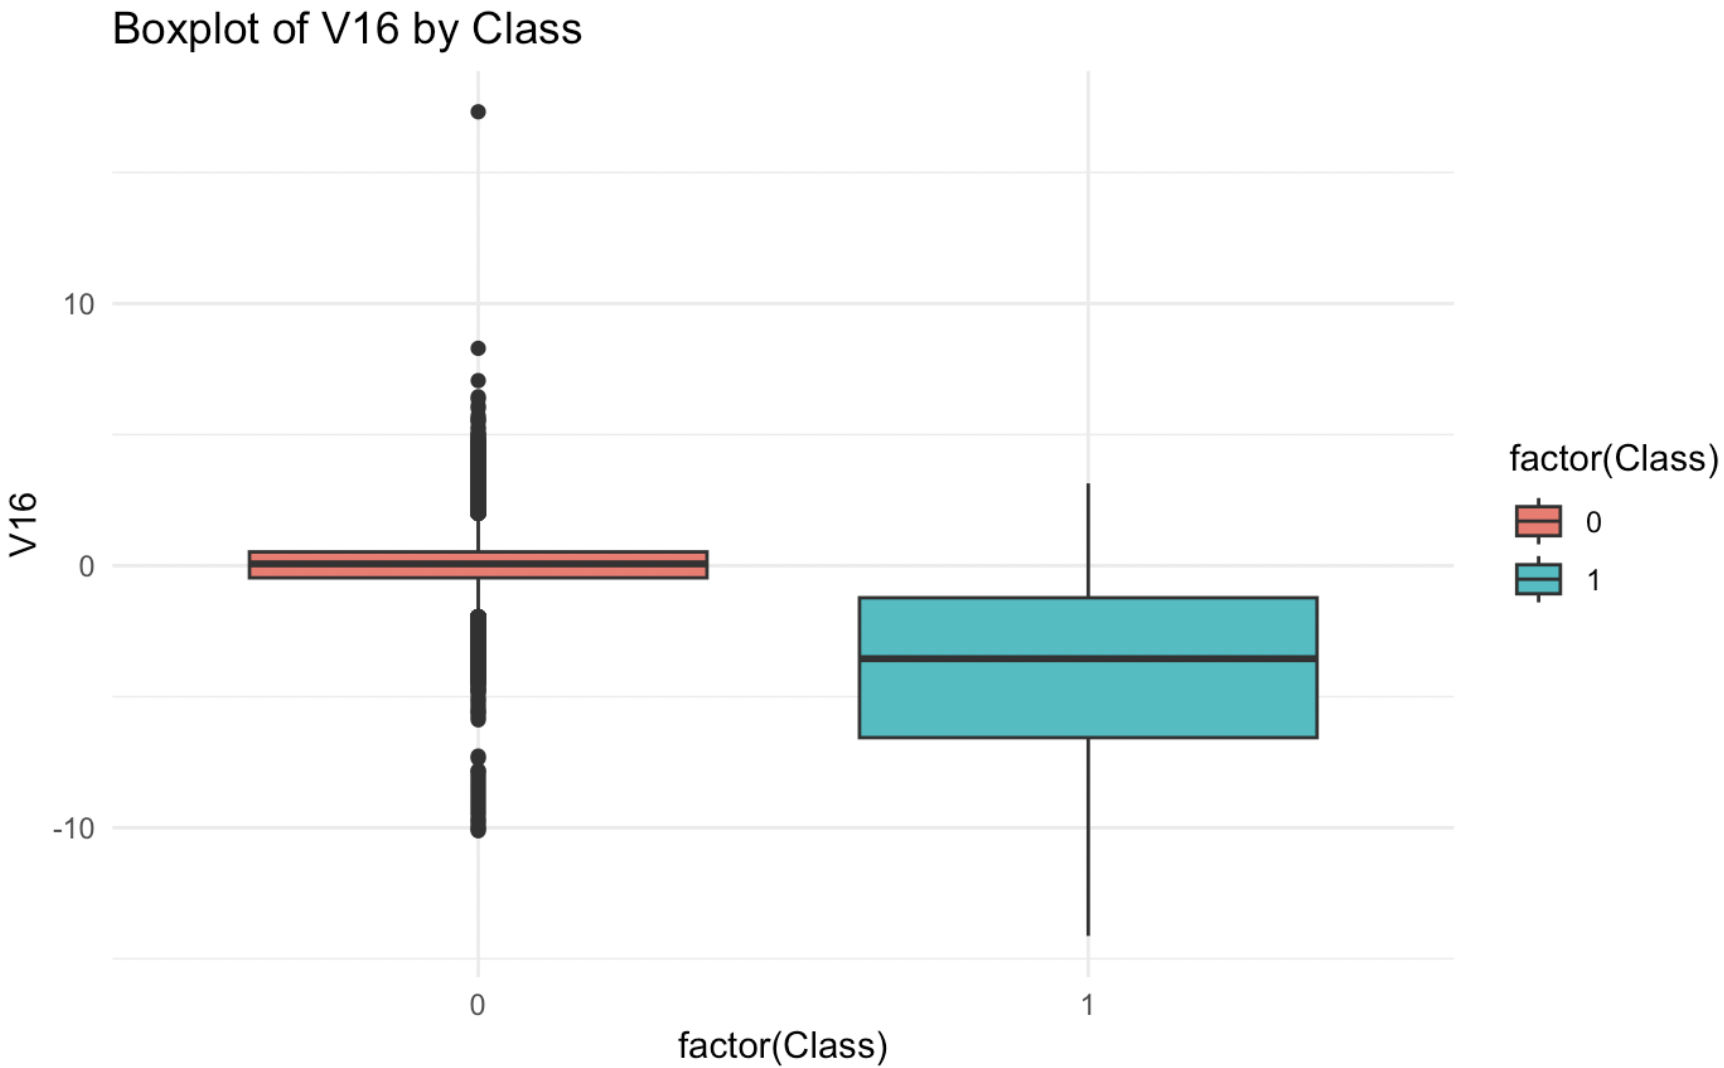 Boxplot of V16 by Class
V16
10
0
-10
0
1
factor(Class)
factor(Class)
0
1